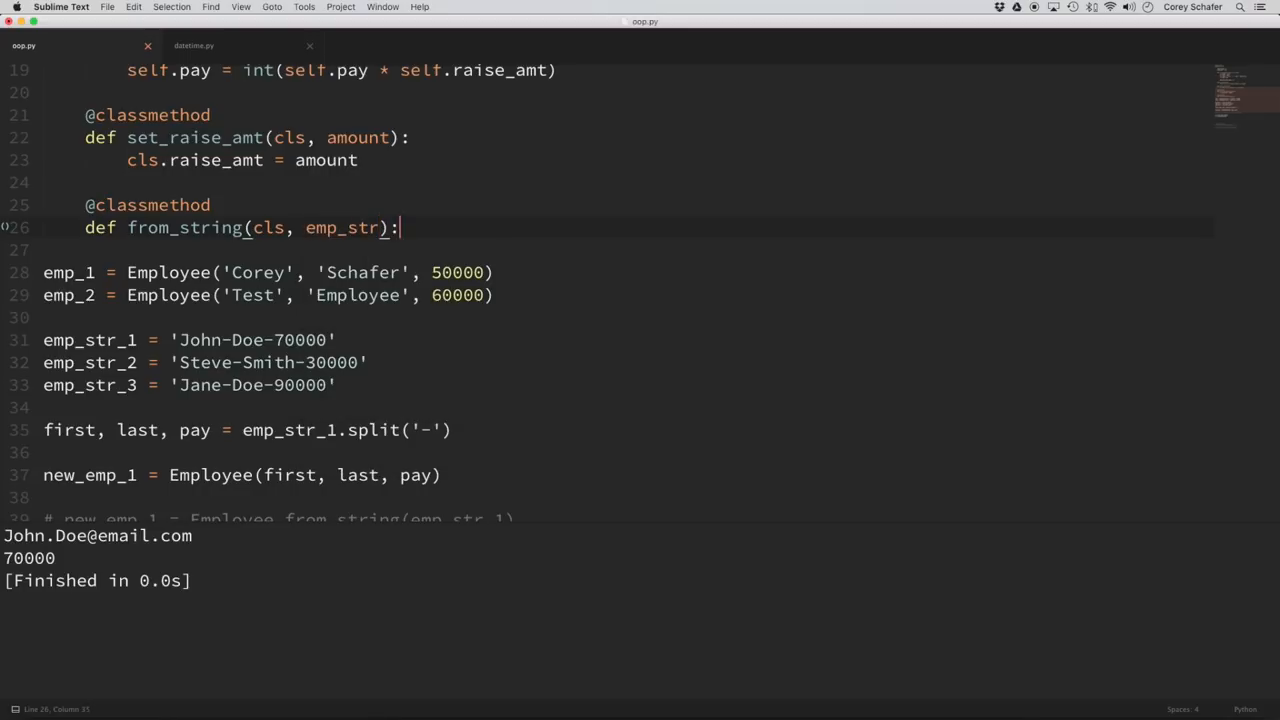 Sublime Text File Edit Selection Find View Goto Tools Project Window Help Corey Schafer
oop.py
oop.py datetime.py
19 self.pay = int(self.pay * self.raise_amt)
20
21 @classmethod
22 def set_raise_amt(cls, amount):
23 cls.raise_amt = amount
24
25 @classmethod
26 def from_string(cls, emp_str):
27
28 emp_1 = Employee('Corey', 'Schafer', 50000)
29 emp_2 = Employee('Test', 'Employee', 60000)
30
31 emp_str_1 = 'John-Doe-70000'
32 emp_str_2 = 'Steve-Smith-30000'
33 emp_str_3 = 'Jane-Doe-90000'
34
35 first, last, pay = emp_str_1.split('-')
36
37 new_emp_1 = Employee(first, last, pay)
38
39 # new_emp_1 = Employee.from_string(emp_str_1)
John.Doe@email.com
70000
[Finished in 0.0s]
Line 26, Column 35 Spaces: 4 Python